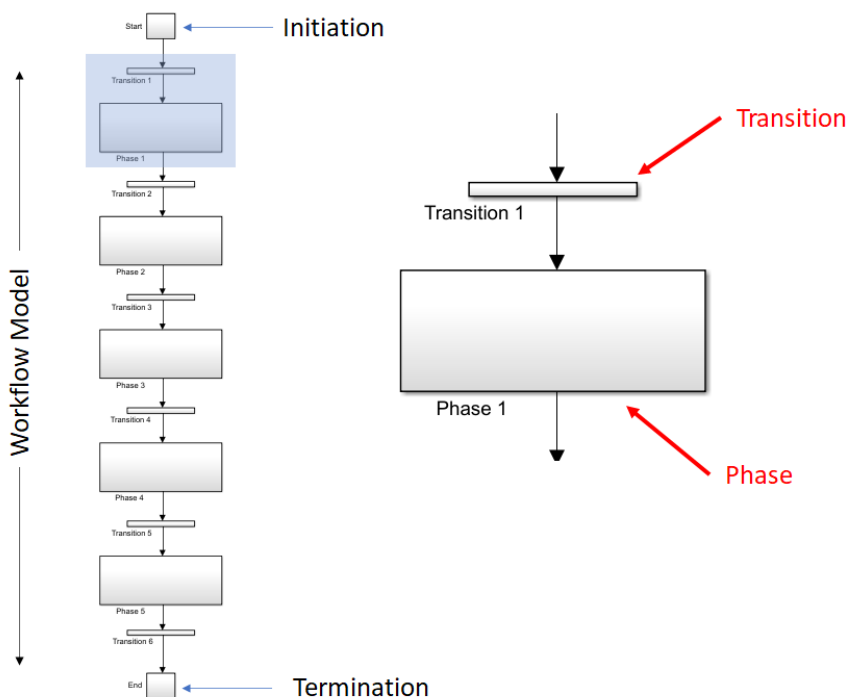 Start
Initiation
Transition 1
Phase 1
Transition 2
Phase 2
Transition 3
Phase 3
Transition 4
Phase 4
Transition 5
Phase 5
Transition 6
End
Termination
Workflow Model
Transition
Transition 1
Phase 1
Phase